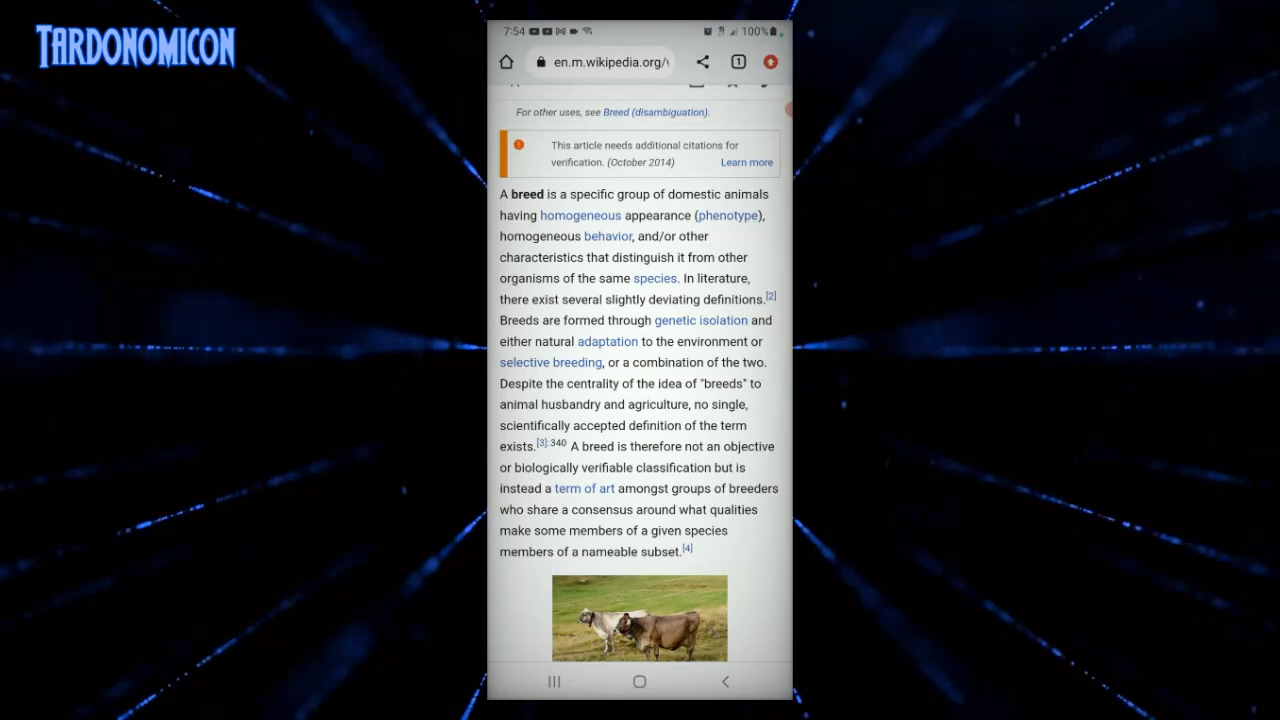 TARDONOMICON
7:54
100%
en.m.wikipedia.org/
1
For other uses, see Breed (disambiguation).
This article needs additional citations for
verification. (October 2014) Learn more
A breed is a specific group of domestic animals
having homogeneous appearance (phenotype),
homogeneous behavior, and/or other
characteristics that distinguish it from other
organisms of the same species. In literature,
there exist several slightly deviating definitions.[2]
Breeds are formed through genetic isolation and
either natural adaptation to the environment or
selective breeding, or a combination of the two.
Despite the centrality of the idea of "breeds" to
animal husbandry and agriculture, no single,
scientifically accepted definition of the term
exists.[3]:340 A breed is therefore not an objective
or biologically verifiable classification but is
instead a term of art amongst groups of breeders
who share a consensus around what qualities
make some members of a given species
members of a nameable subset.[4]